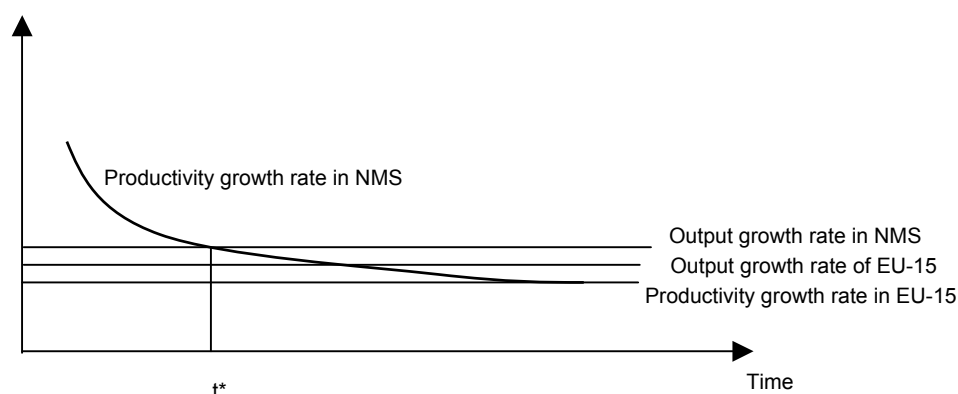 Productivity growth rate in NMS
Output growth rate in NMS
Output growth rate of EU-15
Productivity growth rate in EU-15
t*
Time